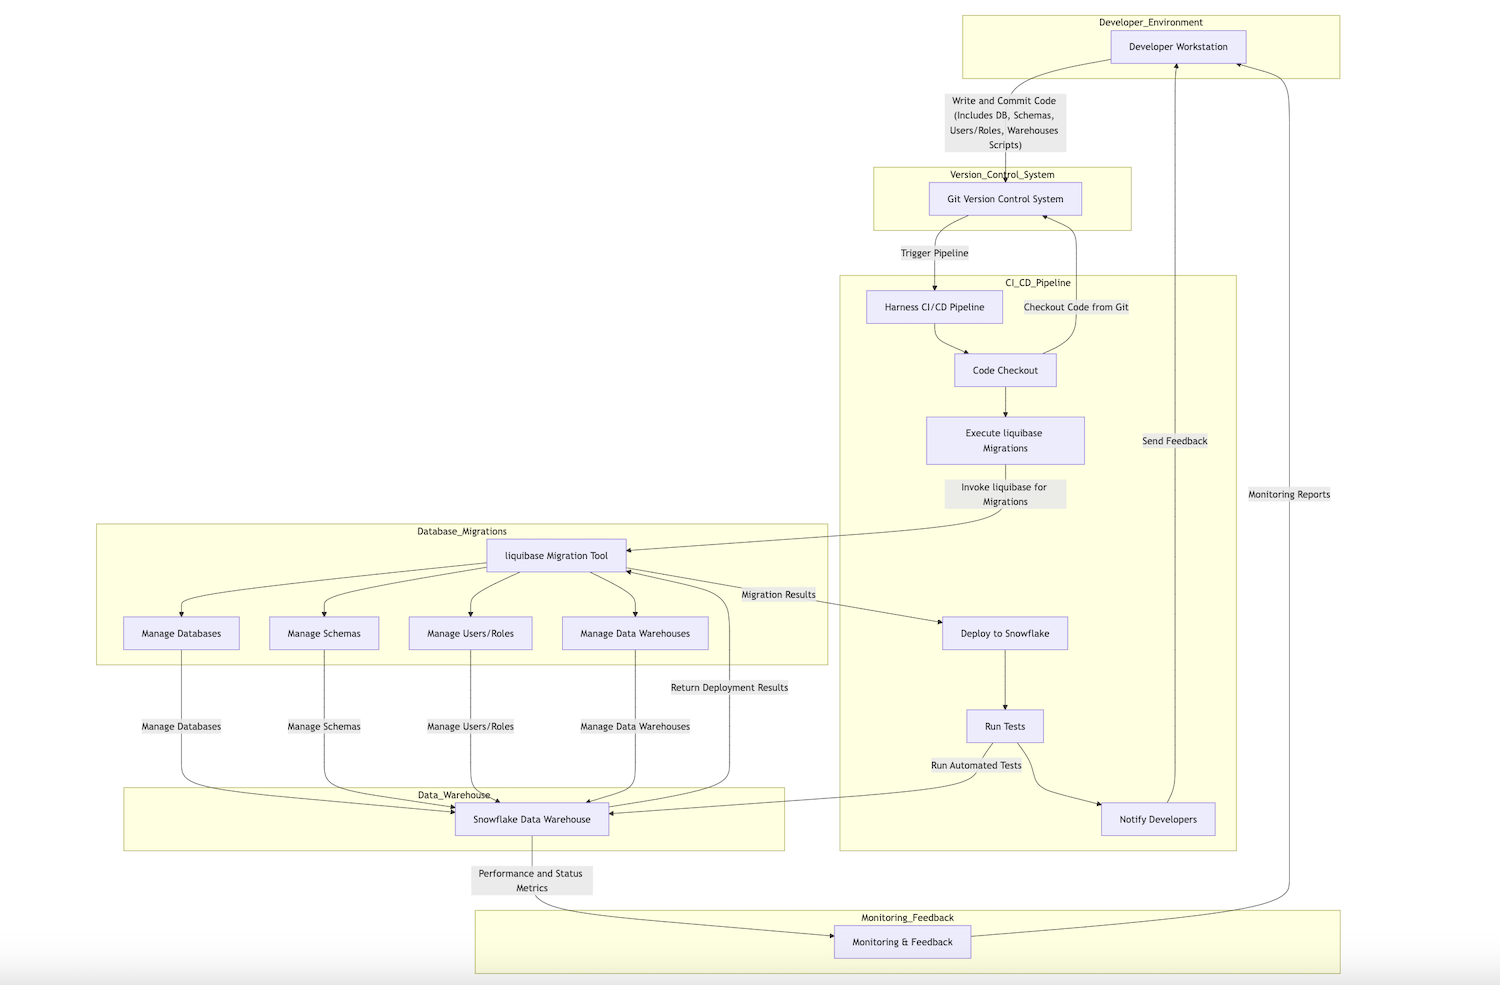 Developer_Environment
Developer Workstation
Write and Commit Code
(Includes DB, Schemas,
Users/Roles, Warehouses
Scripts)
Version_Control_System
Git Version Control System
Trigger Pipeline
CI_CD_Pipeline
Harness CI/CD Pipeline
Checkout Code from Git
Code Checkout
Execute liquibase
Migrations
Send Feedback
Invoke liquibase for
Migrations
Monitoring Reports
Database_Migrations
liquibase Migration Tool
Migration Results
Manage Databases
Manage Schemas
Manage Users/Roles
Manage Data Warehouses
Deploy to Snowflake
Return Deployment Results
Manage Databases
Manage Schemas
Manage Users/Roles
Manage Data Warehouses
Run Tests
Run Automated Tests
Data_Warehouse
Snowflake Data Warehouse
Notify Developers
Performance and Status
Metrics
Monitoring_Feedback
Monitoring & Feedback